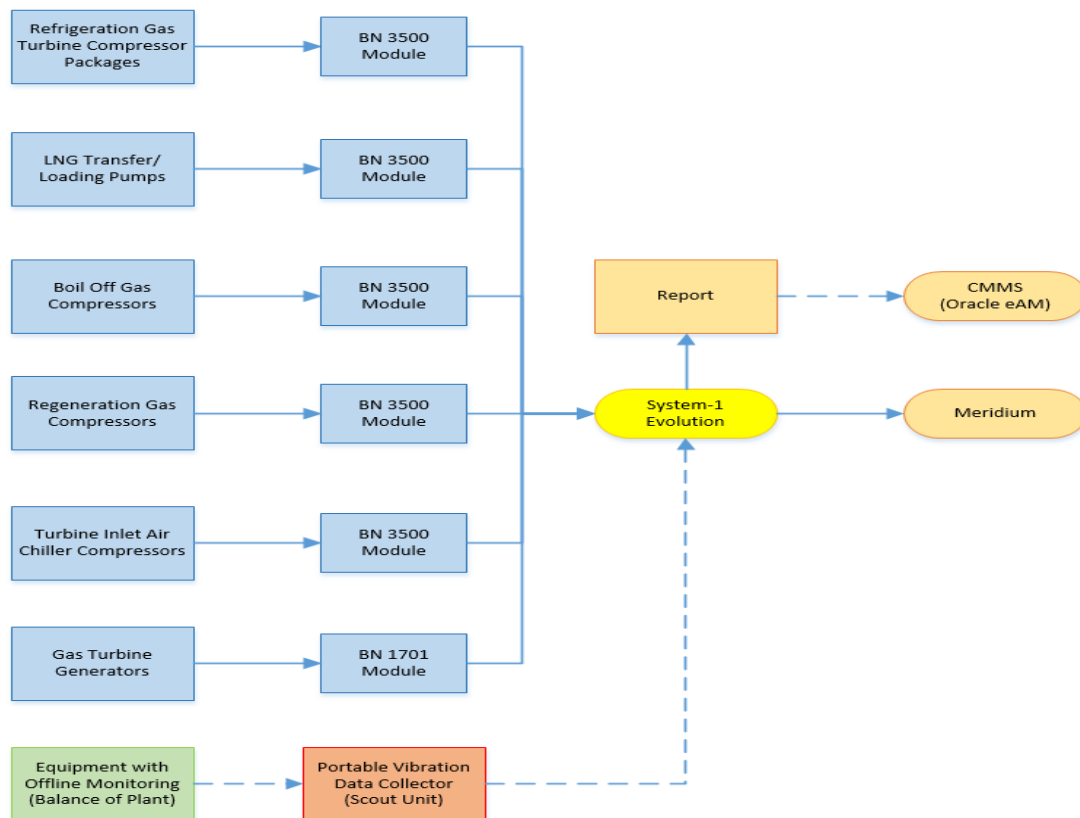 Refrigeration Gas
Turbine Compressor
Packages
BN 3500
Module
LNG Transfer/
Loading Pumps
BN 3500
Module
Boil Off Gas
Compressors
BN 3500
Module
Report
CMMS
(Oracle eAM)
Regeneration Gas
Compressors
BN 3500
Module
System-1
Evolution
Meridium
Turbine Inlet Air
Chiller Compressors
BN 3500
Module
Gas Turbine
Generators
BN 1701
Module
Equipment with
Offline Monitoring
(Balance of Plant)
Portable Vibration
Data Collector
(Scout Unit)